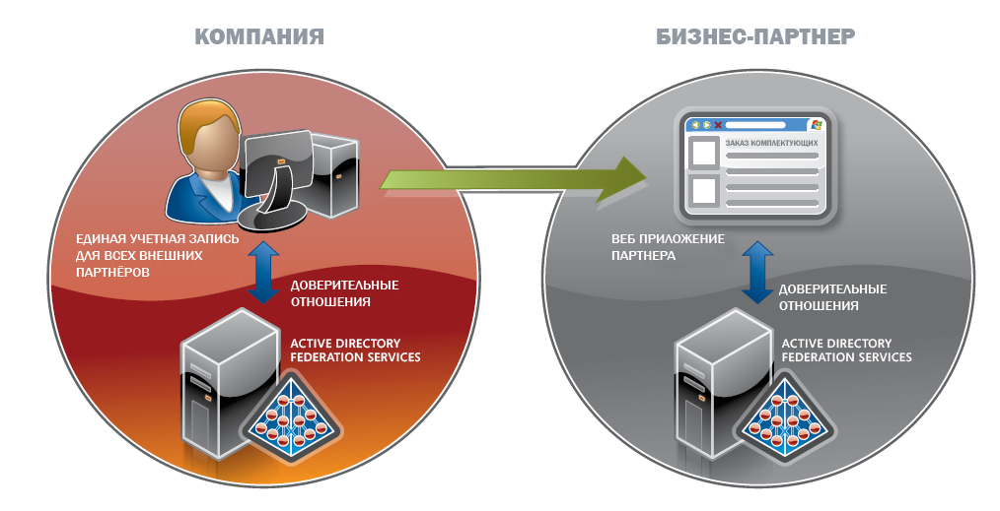 КОМПАНИЯ
ЕДИНАЯ УЧЕТНАЯ ЗАПИСЬ
ДЛЯ ВСЕХ ВНЕШНИХ
ПАРТНЁРОВ
ДОВЕРИТЕЛЬНЫЕ
ОТНОШЕНИЯ
ACTIVE DIRECTORY
FEDERATION SERVICES
БИЗНЕС-ПАРТНЕР
ЗАКАЗ КОМПЛЕКТУЮЩИХ
ВЕБ ПРИЛОЖЕНИЕ
ПАРТНЕРА
ДОВЕРИТЕЛЬНЫЕ
ОТНОШЕНИЯ
ACTIVE DIRECTORY
FEDERATION SERVICES